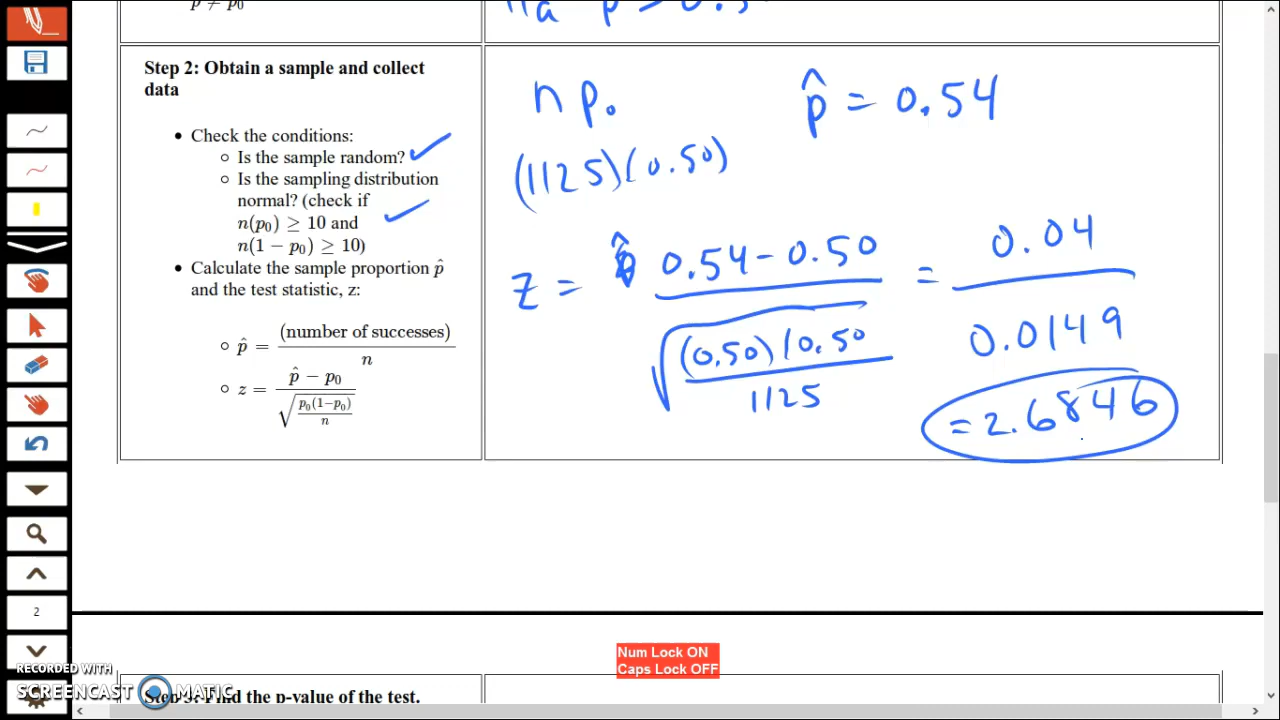 p ≠ p₀
Ha p > 0.5
Step 2: Obtain a sample and collect
data
• Check the conditions:
○ Is the sample random? ✓
○ Is the sampling distribution
normal? (check if
n(p₀) ≥ 10 and ✓
n(1 − p₀) ≥ 10)
• Calculate the sample proportion p̂
and the test statistic, z:
○ p̂ = (number of successes) / n
○ z = (p̂ − p₀) / √(p₀(1−p₀)/n)
n p₀
p̂ = 0.54
(1125)(0.50)
z = (0.54 − 0.50) / √((0.50)(0.50)/1125) = 0.04 / 0.0149
= 2.6846
2
Num Lock ON
Caps Lock OFF
RECORDED WITH
SCREENCAST MATIC
Find the p-value of the test.